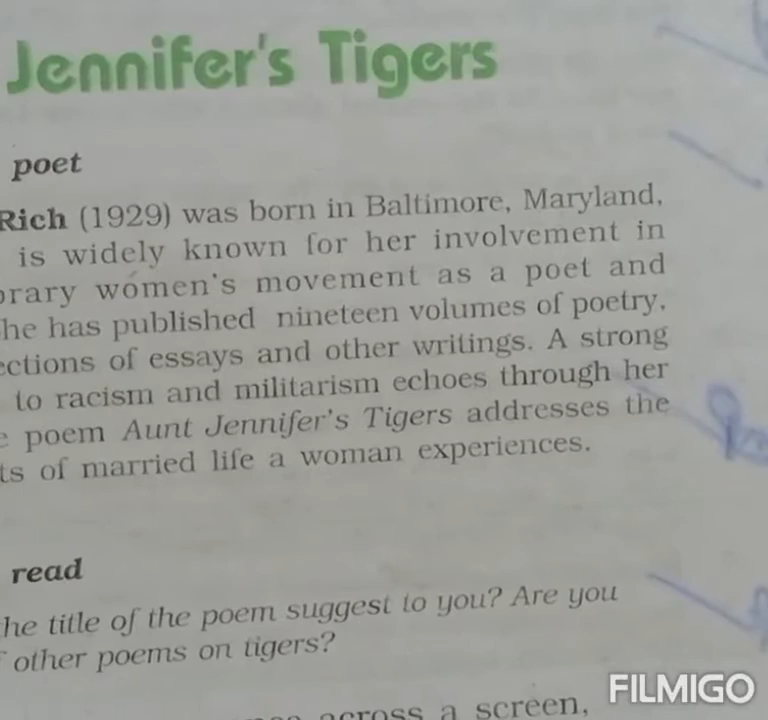 Jennifer's Tigers
poet
Rich (1929) was born in Baltimore, Maryland,
is widely known for her involvement in
orary women's movement as a poet and
he has published nineteen volumes of poetry,
ections of essays and other writings. A strong
to racism and militarism echoes through her
e poem Aunt Jennifer's Tigers addresses the
ts of married life a woman experiences.
read
he title of the poem suggest to you? Are you
f other poems on tigers?
across a screen,
FILMIGO